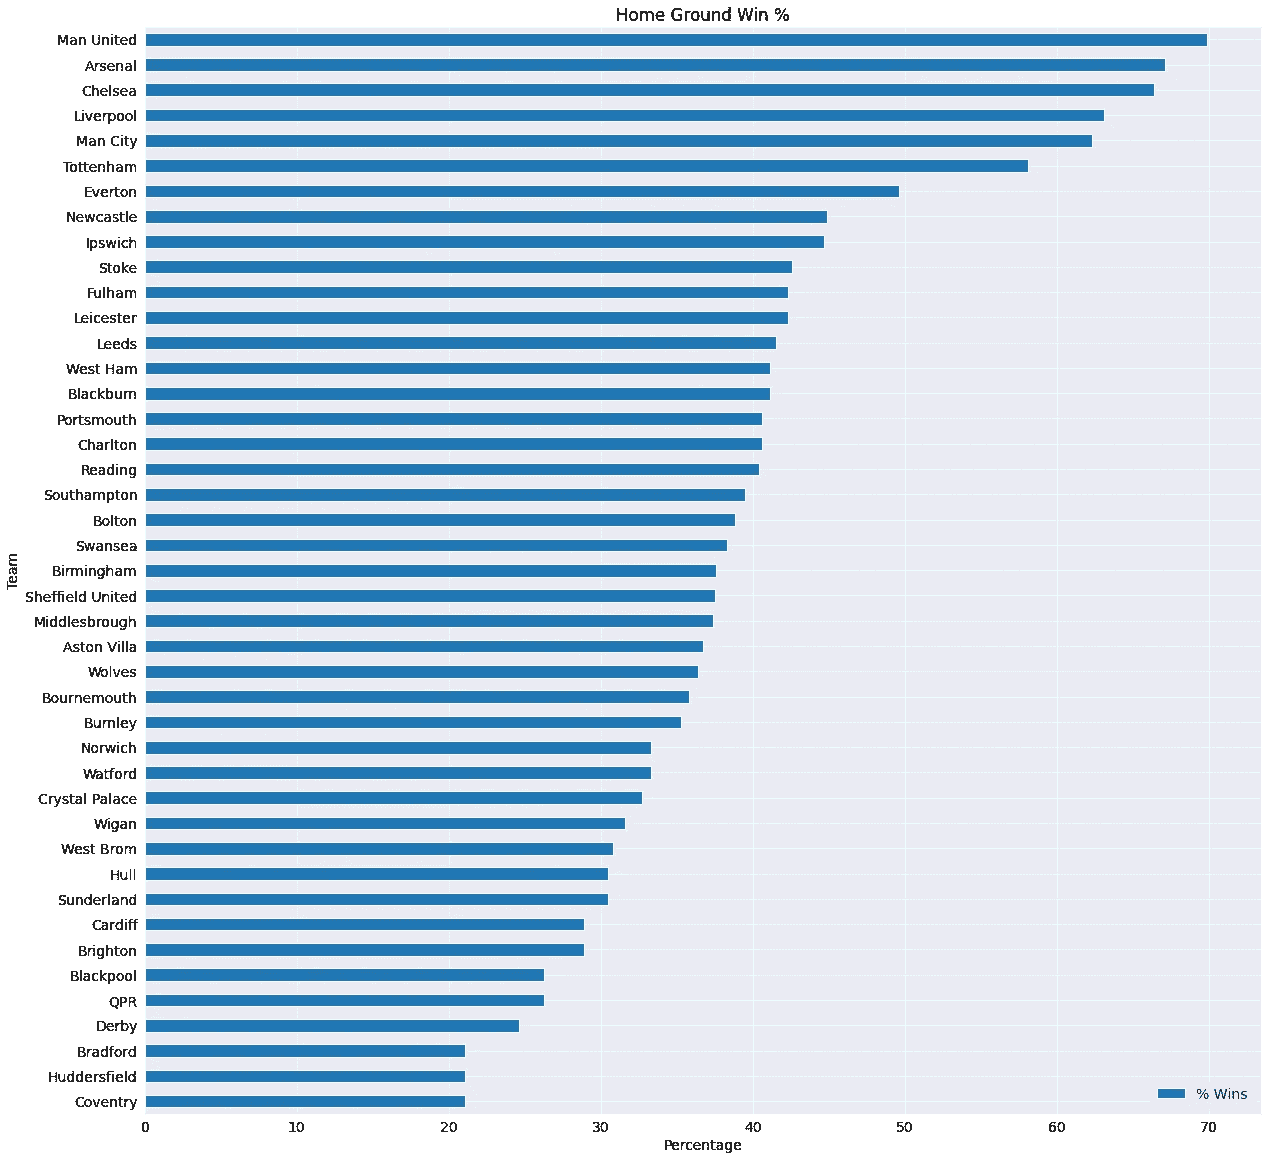 Home Ground Win %
Man United
Arsenal
Chelsea
Liverpool
Man City
Tottenham
Everton
Newcastle
Ipswich
Stoke
Fulham
Leicester
Leeds
West Ham
Blackburn
Portsmouth
Charlton
Reading
Southampton
Bolton
Swansea
Birmingham
Sheffield United
Middlesbrough
Aston Villa
Wolves
Bournemouth
Burnley
Norwich
Watford
Crystal Palace
Wigan
West Brom
Hull
Sunderland
Cardiff
Brighton
Blackpool
QPR
Derby
Bradford
Huddersfield
Coventry
Team
% Wins
0 10 20 30 40 50 60 70
Percentage